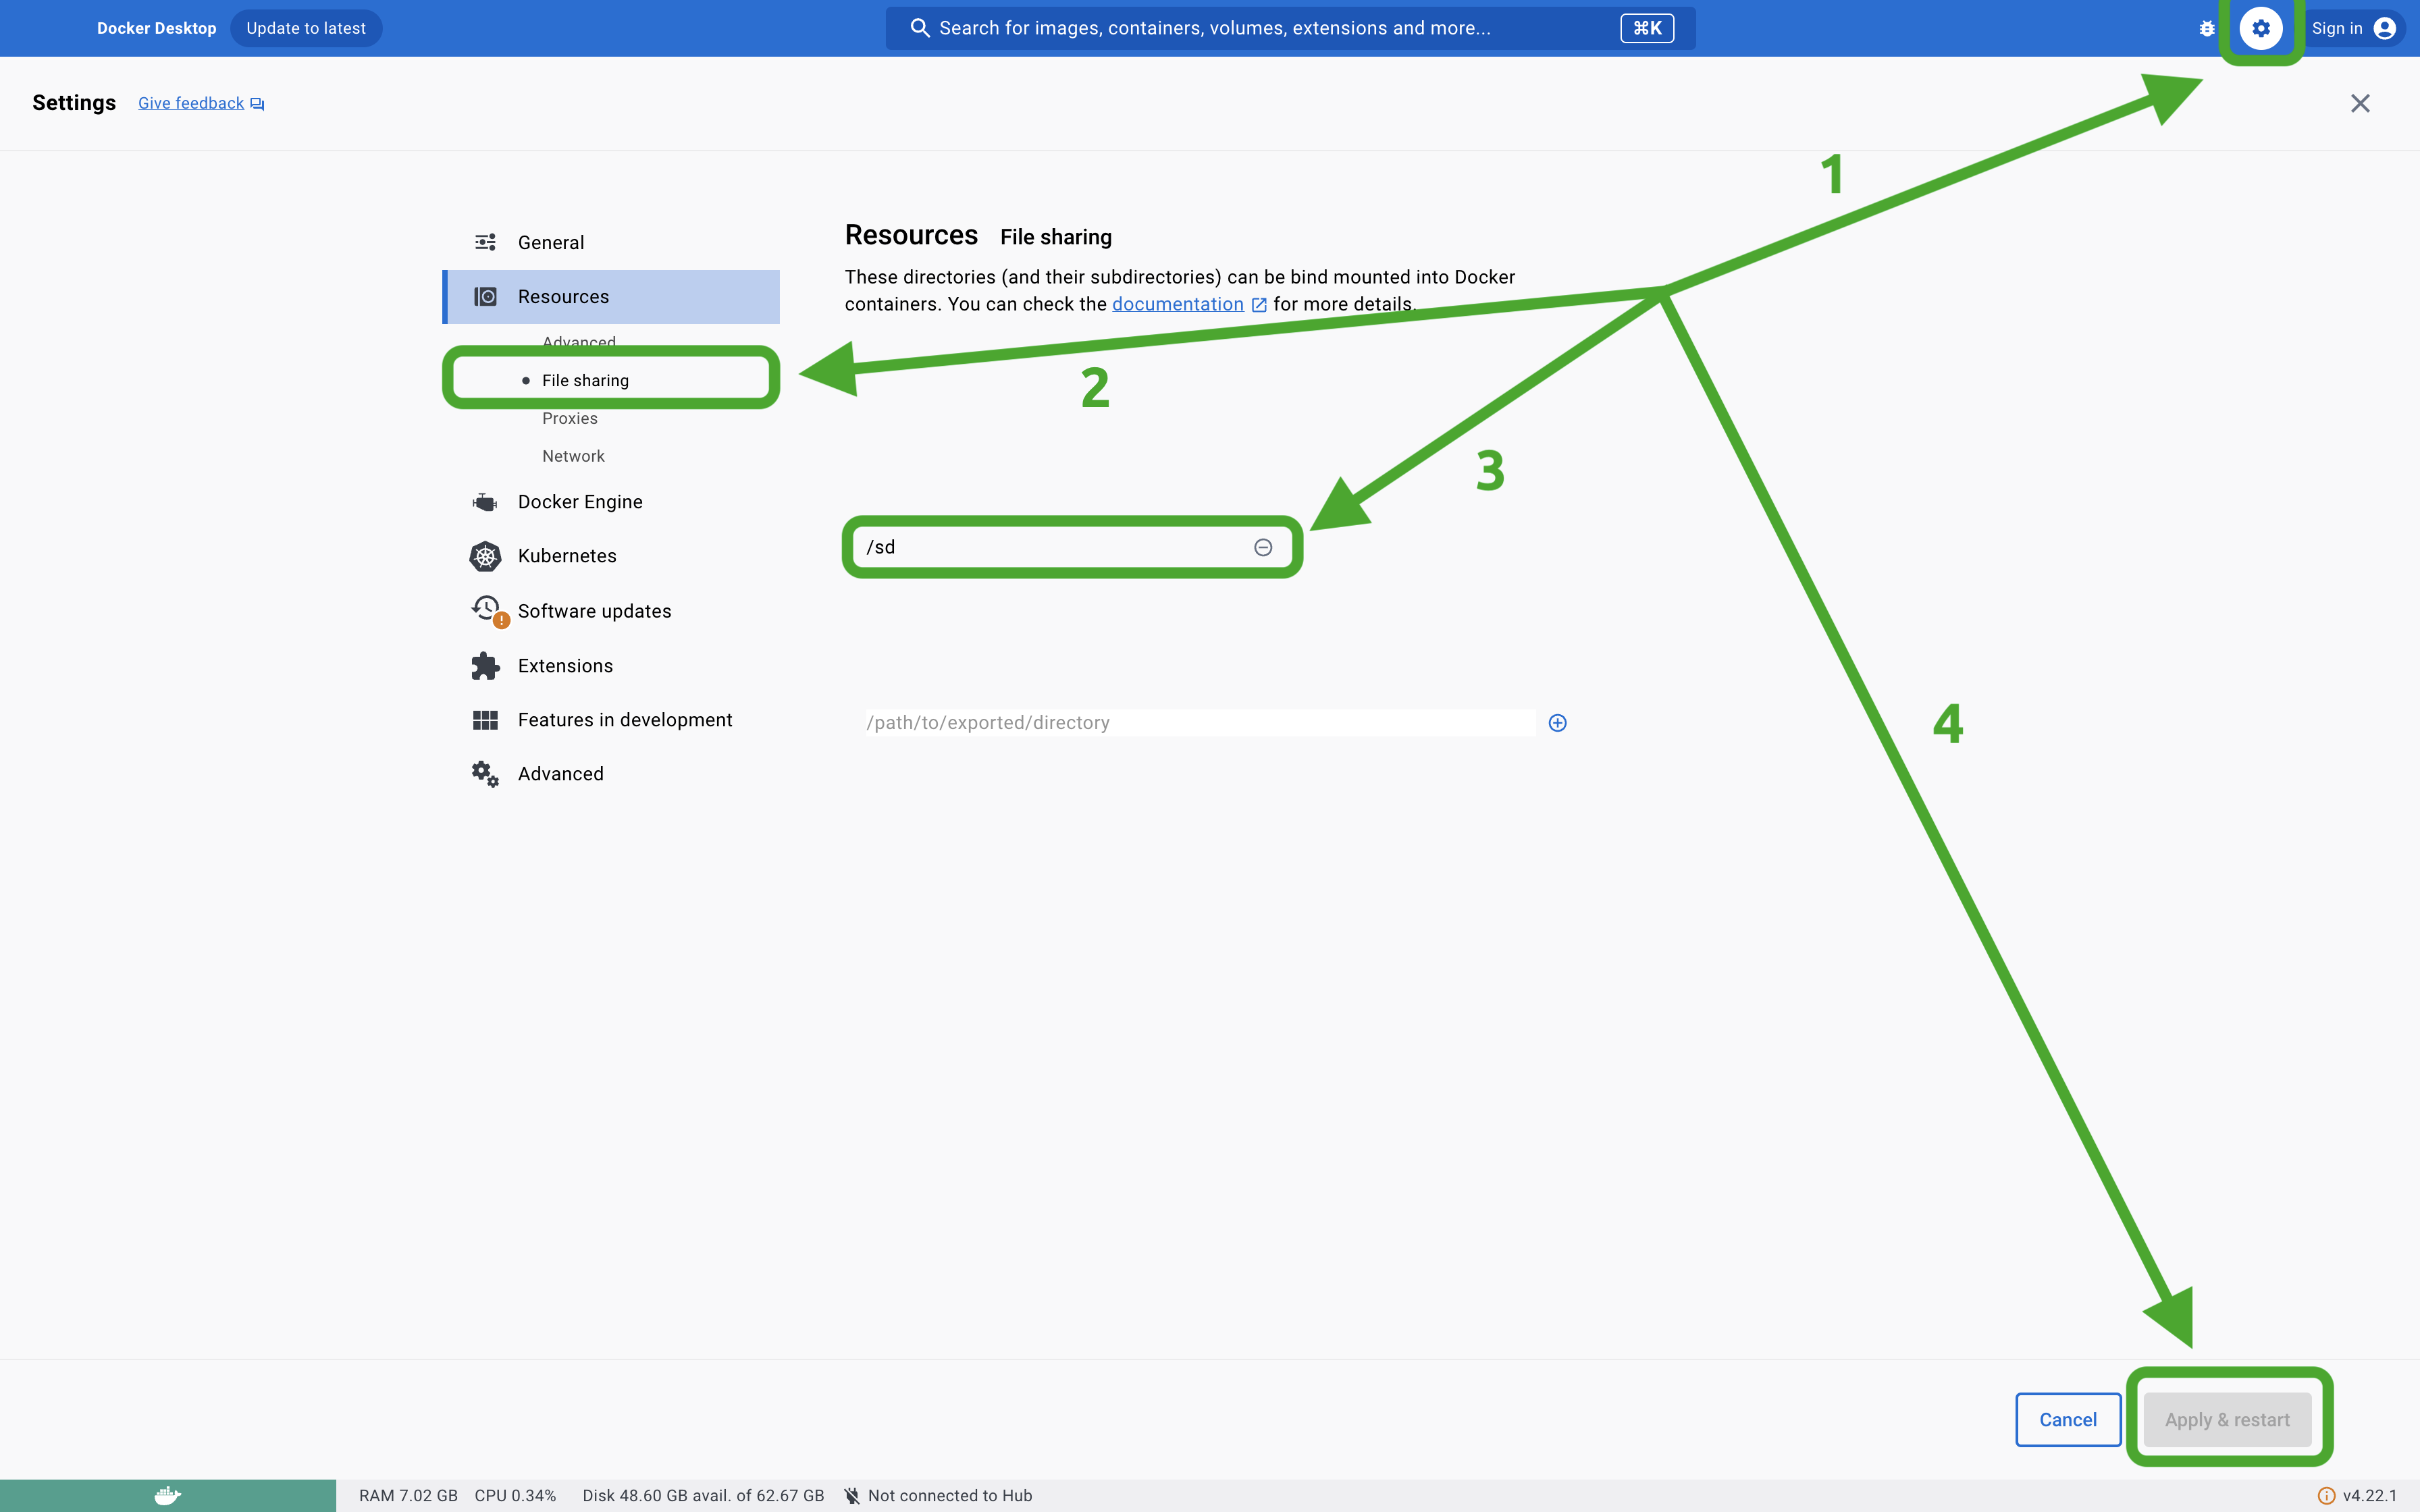 Docker Desktop
Update to latest
Search for images, containers, volumes, extensions and more...
⌘K
Sign in
Settings
Give feedback
1
General
Resources
Advanced
File sharing
Proxies
Network
Docker Engine
Kubernetes
Software updates
Extensions
Features in development
Advanced
Resources File sharing
These directories (and their subdirectories) can be bind mounted into Docker
containers. You can check the documentation for more details.
2
3
/sd
/path/to/exported/directory
4
Cancel
Apply & restart
RAM 7.02 GB CPU 0.34% Disk 48.60 GB avail. of 62.67 GB Not connected to Hub
v4.22.1